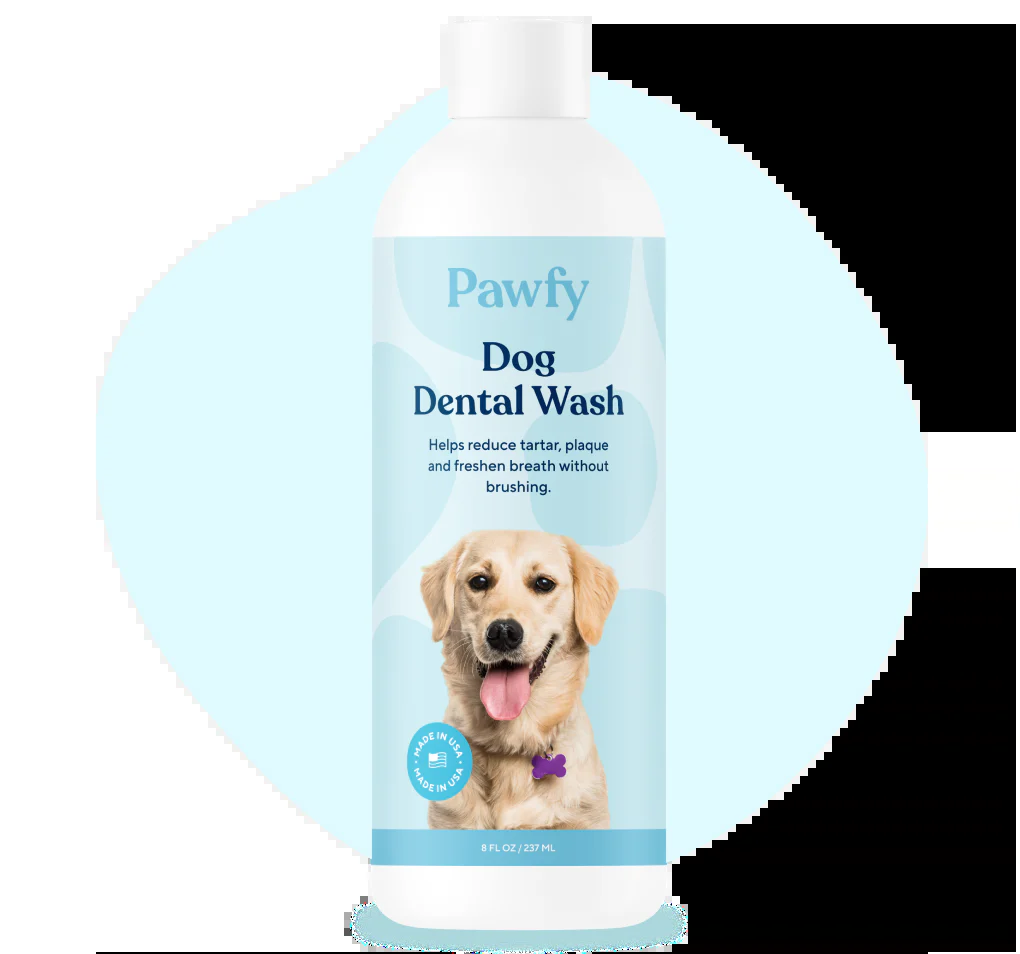 Pawfy
Dog
Dental Wash
Helps reduce tartar, plaque
and freshen breath without
brushing.
MADE IN USA
MADE IN USA
8 FL OZ / 237 ML